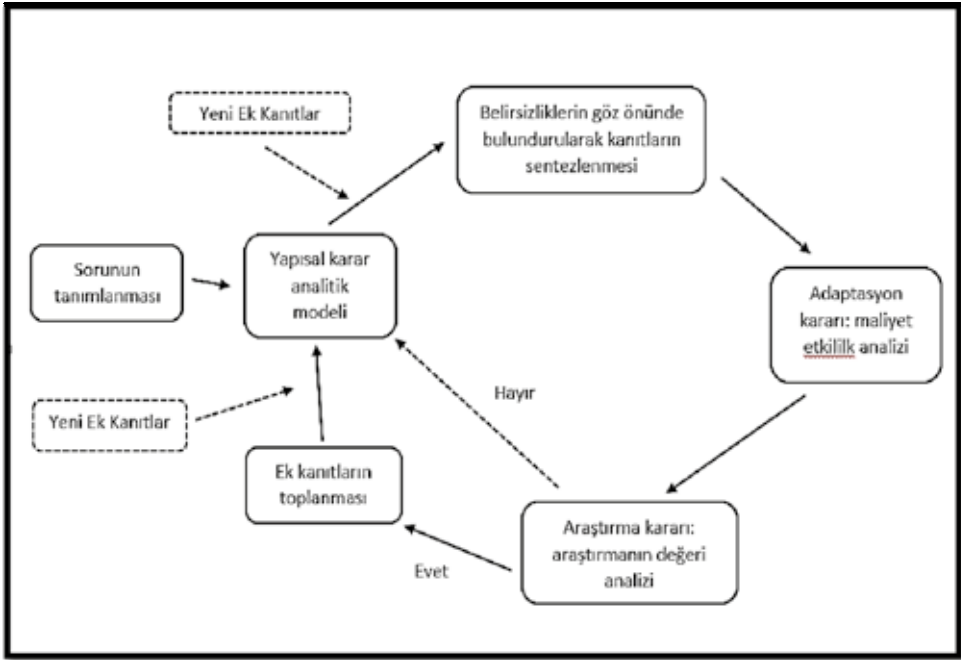 Yeni Ek Kanıtlar
Belirsizliklerin göz önünde
bulundurularak kanıtların
sentezlenmesi
Sorunun
tanımlanması
Yapısal karar
analitik
modeli
Adaptasyon
kararı: maliyet
etkililk analizi
Hayır
Yeni Ek Kanıtlar
Ek kanıtların
toplanması
Araştırma kararı:
araştırmanın değeri
analizi
Evet